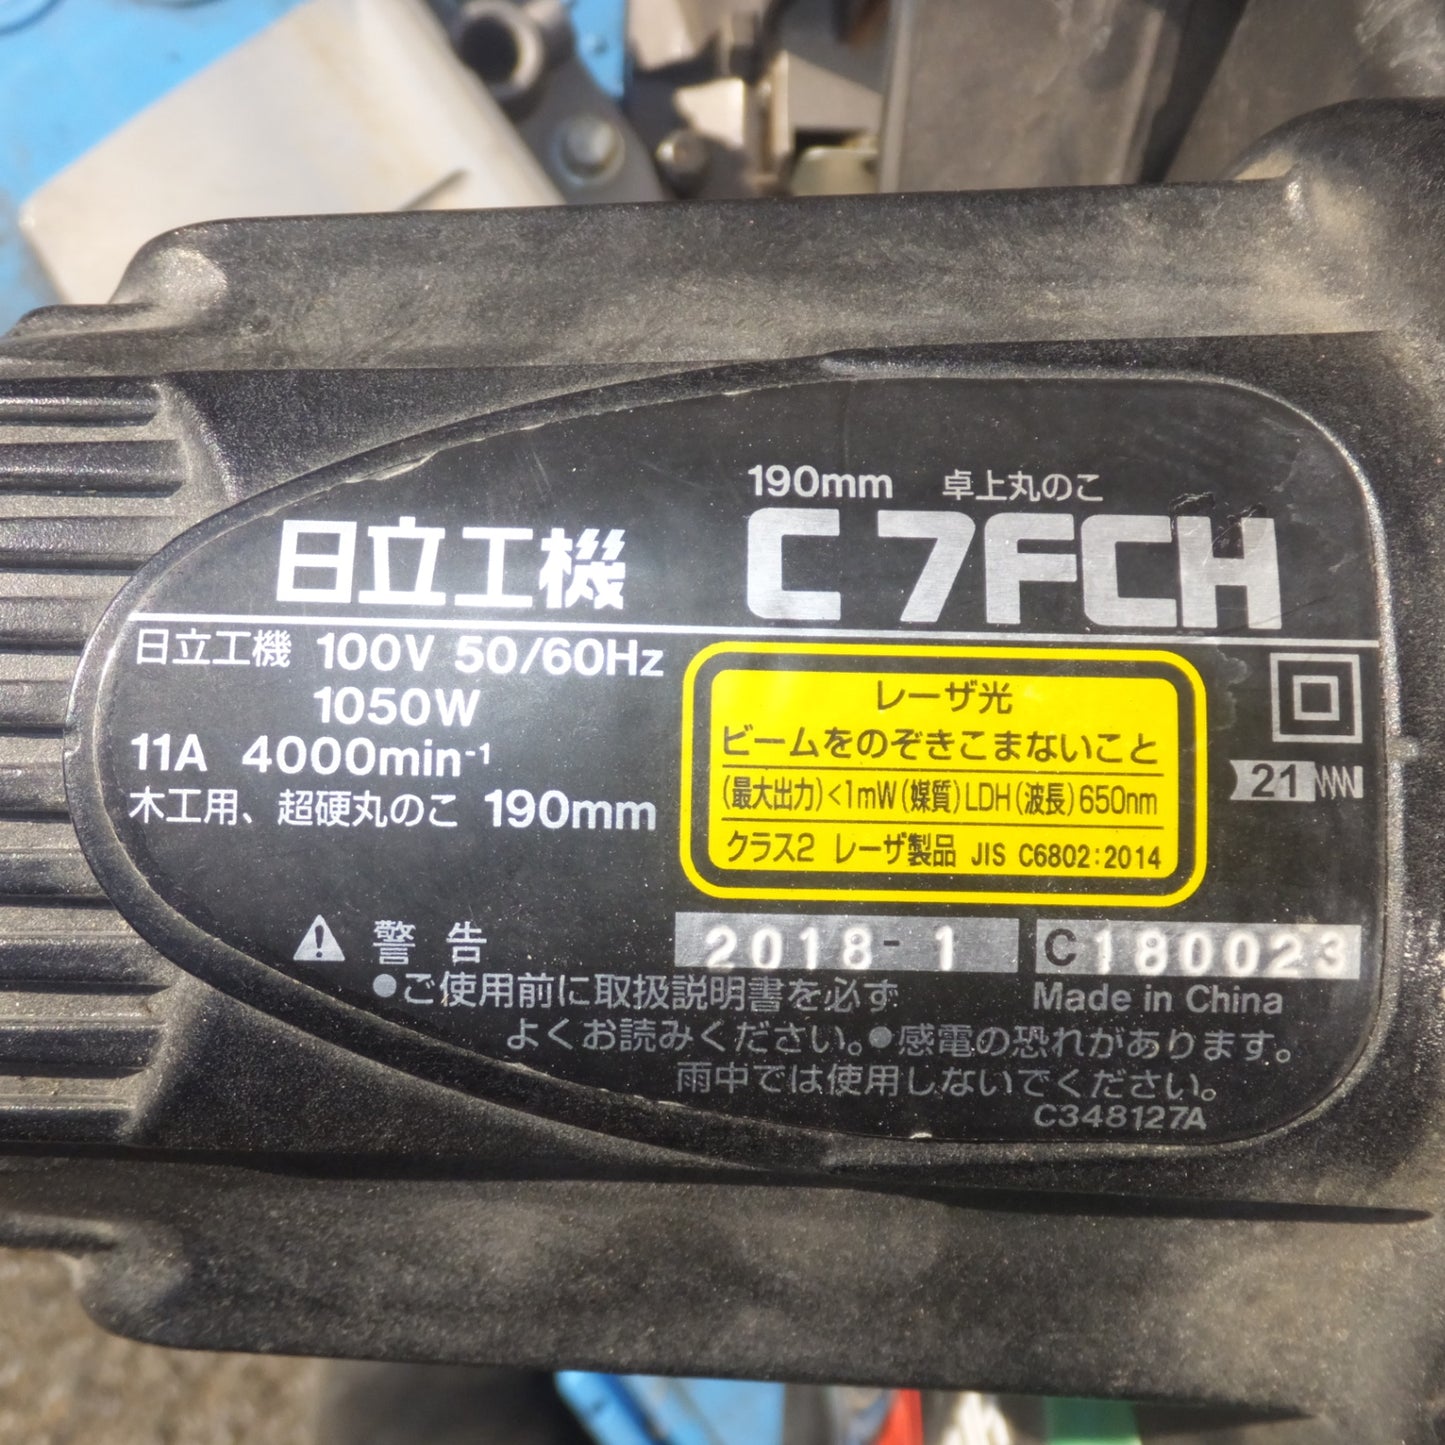 190mm 卓上丸のこ
日立工機 C 7FCH
日立工機 100V 50/60Hz
1050W
11A 4000min-1
木工用、超硬丸のこ 190mm
レーザ光
ビームをのぞきこまないこと
(最大出力)<1mW(媒質)LDH(波長)650nm
クラス2 レーザ製品 JIS C6802:2014
21
警告
2018-1 C180023
●ご使用前に取扱説明書を必ず
よくお読みください。●感電の恐れがあります。
雨中では使用しないでください。
Made in China
C348127A